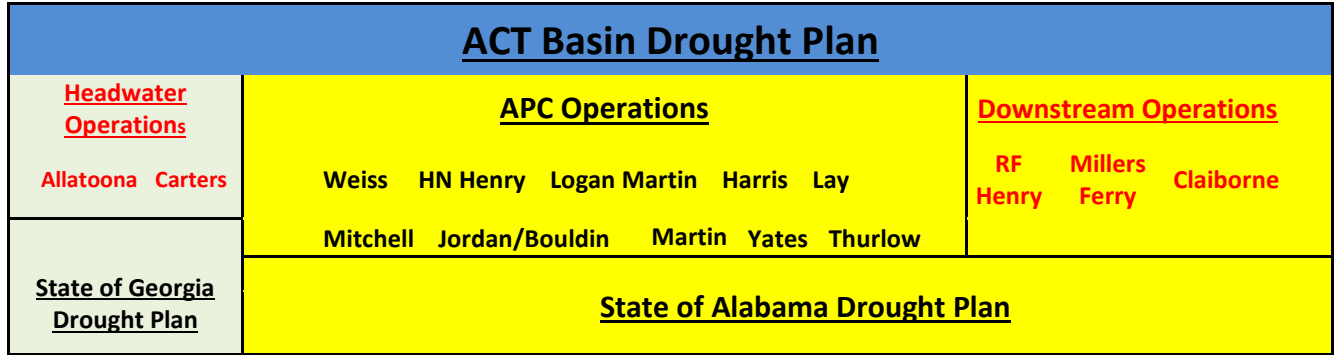 ACT Basin Drought Plan
Headwater
Operations
Allatoona Carters
APC Operations
Weiss HN Henry Logan Martin Harris Lay
Mitchell Jordan/Bouldin Martin Yates Thurlow
Downstream Operations
RF
Henry
Millers
Ferry
Claiborne
State of Georgia
Drought Plan
State of Alabama Drought Plan